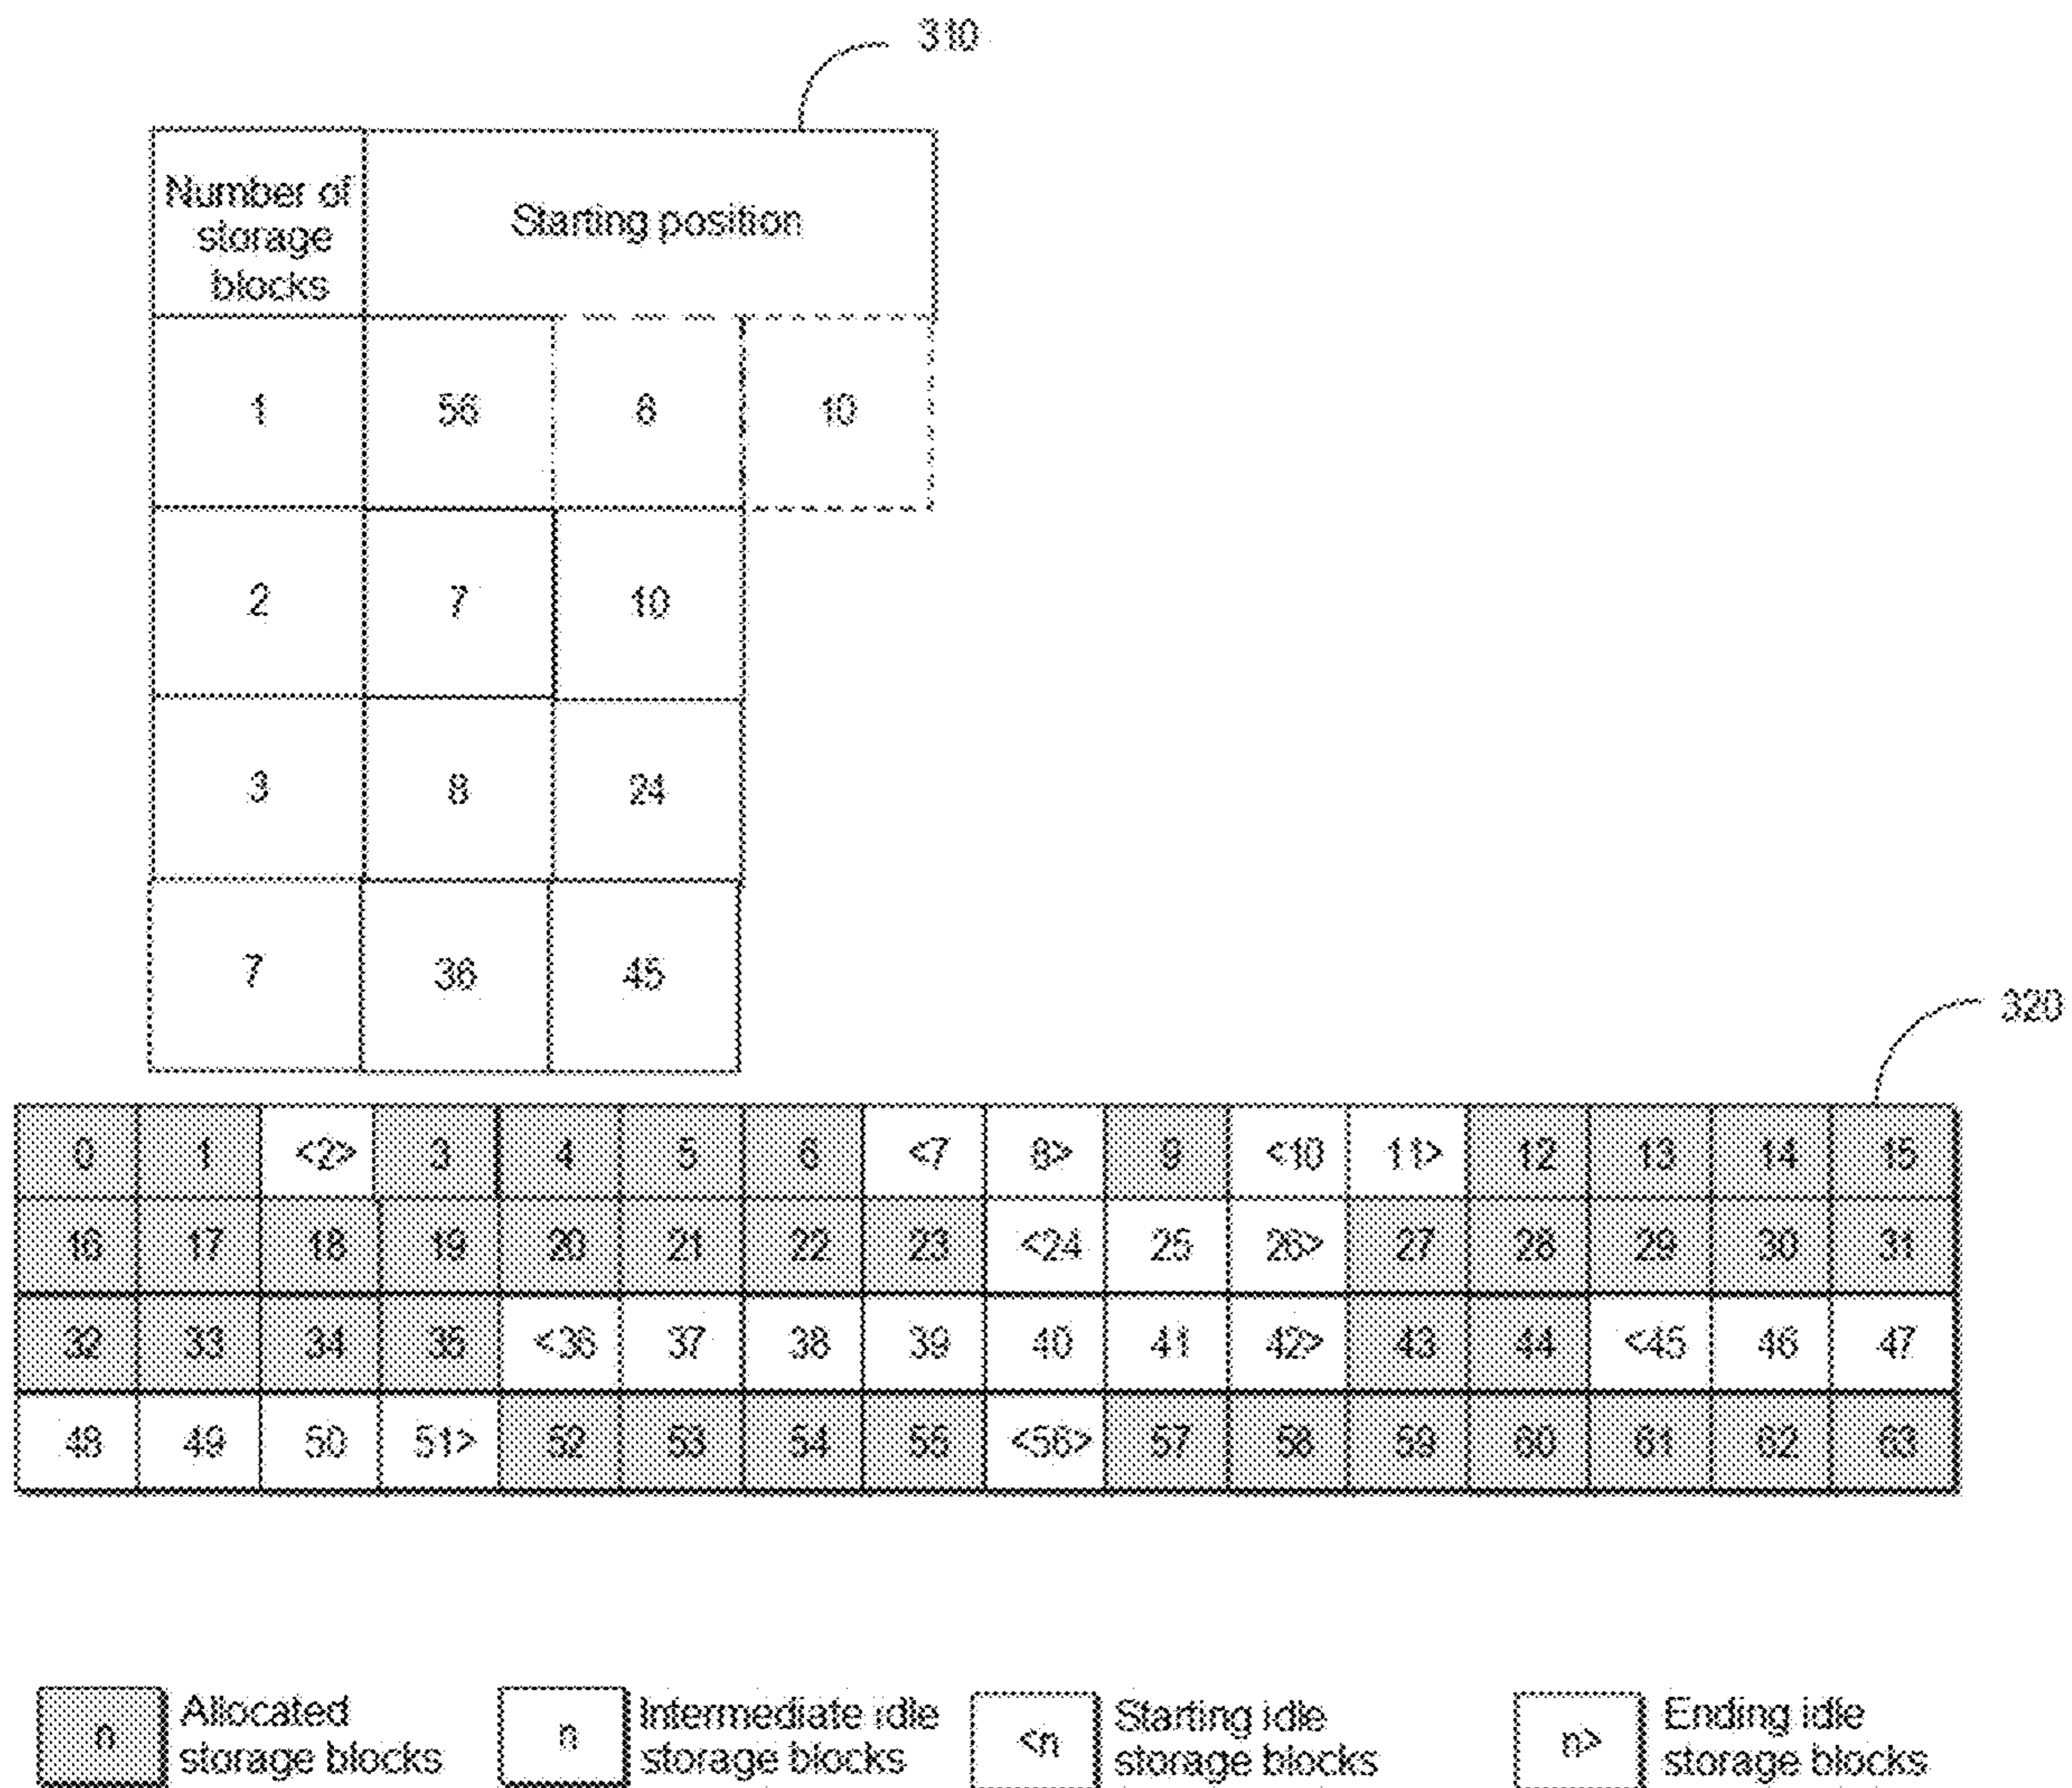 310
Number of
storage
blocks
Starting position
1 56 6 10
2 7 10
3 8 24
7 36 45
320
0 1 <2> 3 4 5 6 <7 8> 9 <10 11> 12 13 14 15
16 17 18 19 20 21 22 23 <24 25 26> 27 28 29 30 31
32 33 34 35 <36 37 38 39 40 41 42> 43 44 <45 46 47
48 49 50 51> 52 53 54 55 <56> 57 58 59 60 61 62 63
n Allocated
storage blocks
n Intermediate idle
storage blocks
<n Starting idle
storage blocks
n> Ending idle
storage blocks